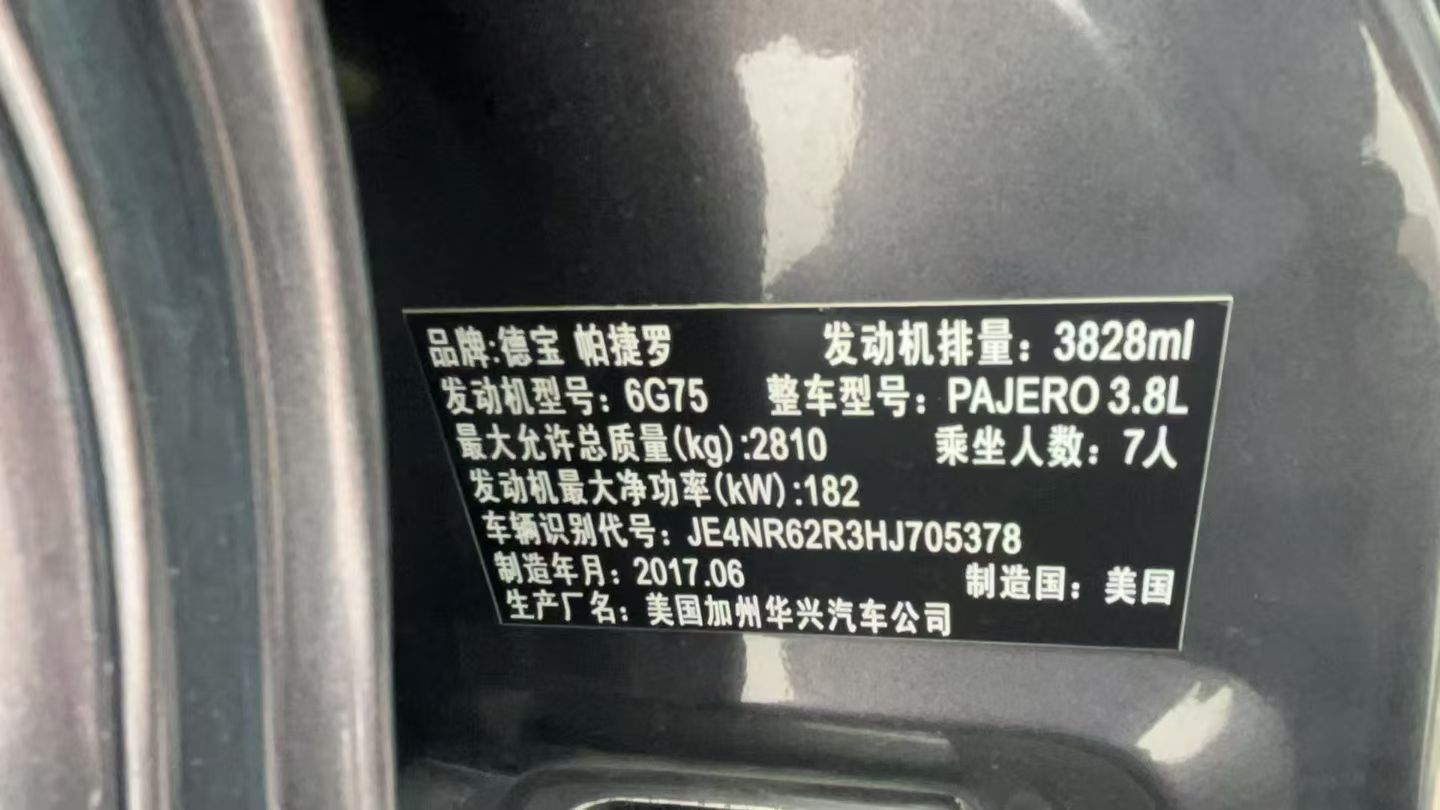 品牌:德宝 帕捷罗 发动机排量：3828ml
发动机型号：6G75 整车型号：PAJERO 3.8L
最大允许总质量(kg):2810 乘坐人数：7人
发动机最大净功率(kW):182
车辆识别代号：JE4NR62R3HJ705378
制造年月：2017.06 制造国：美国
生产厂名：美国加州华兴汽车公司